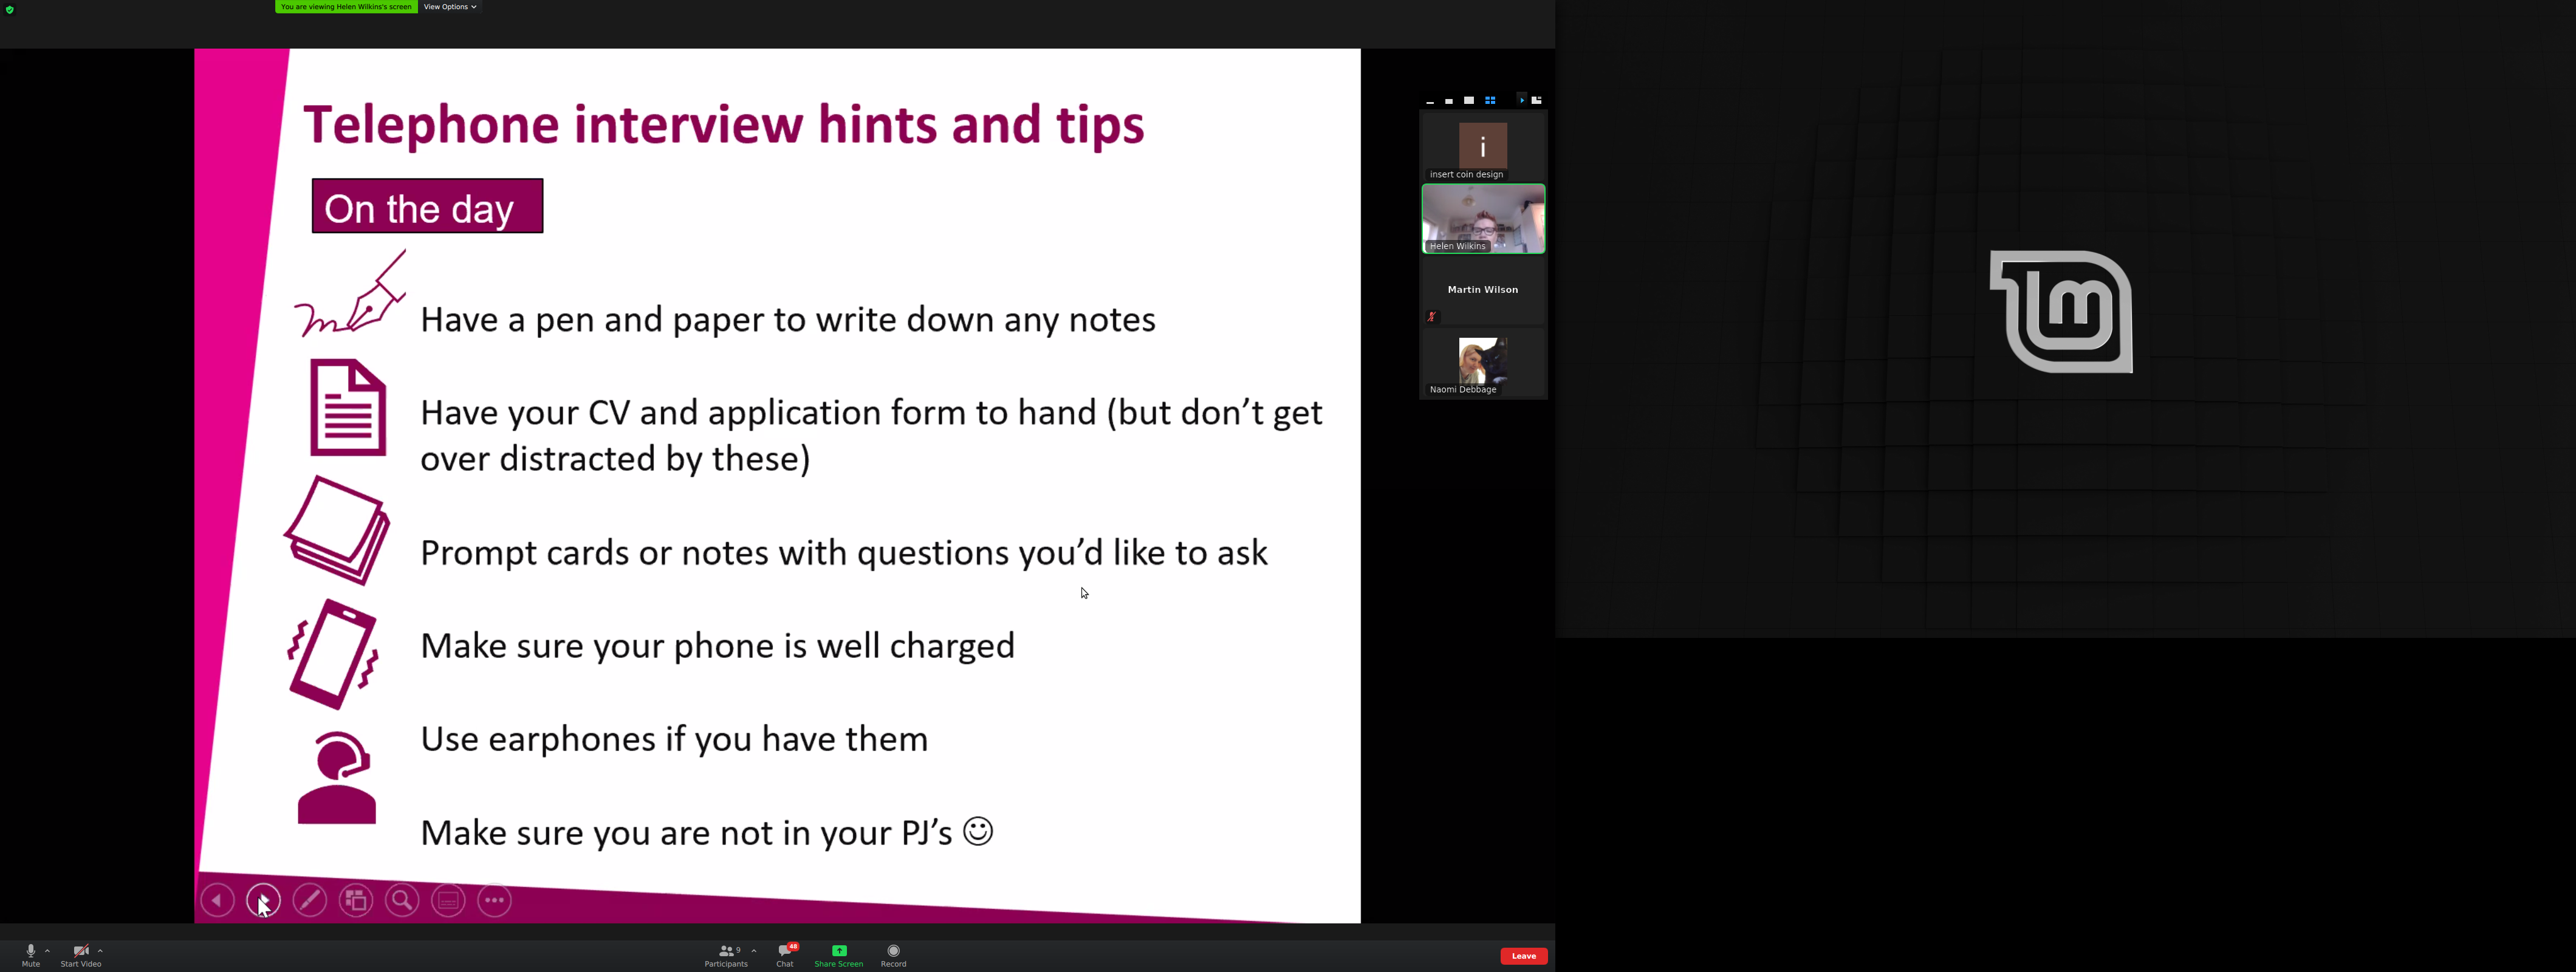 You are viewing Helen Wilkins's screen View Options
Telephone interview hints and tips
On the day
Have a pen and paper to write down any notes
Have your CV and application form to hand (but don’t get
over distracted by these)
Prompt cards or notes with questions you’d like to ask
Make sure your phone is well charged
Use earphones if you have them
Make sure you are not in your PJ’s ☺
i
insert coin design
Helen Wilkins
Martin Wilson
Naomi Debbage
lm
Mute
Start Video
9
Participants
48
Chat
Share Screen
Record
Leave